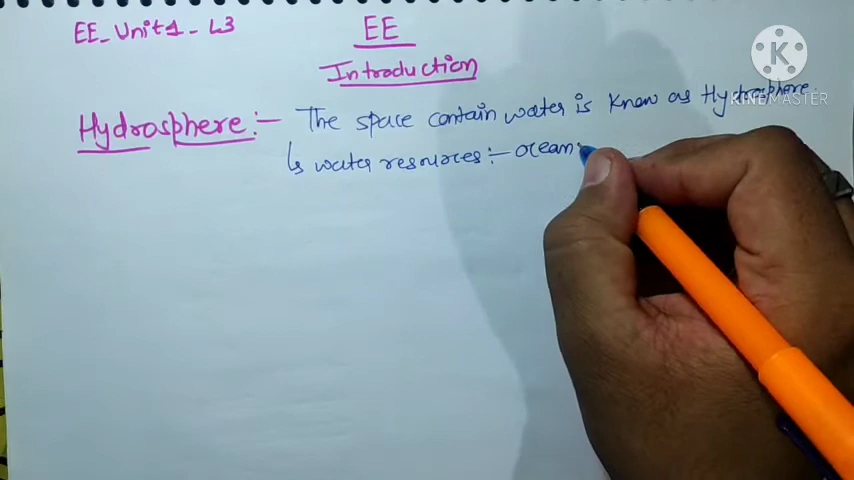 EE_Unit1_L3
EE
Introduction
Hydrosphere:- The space contain water is know as Hydrosphere.
↳ water resources:- ocean
KINEMASTER